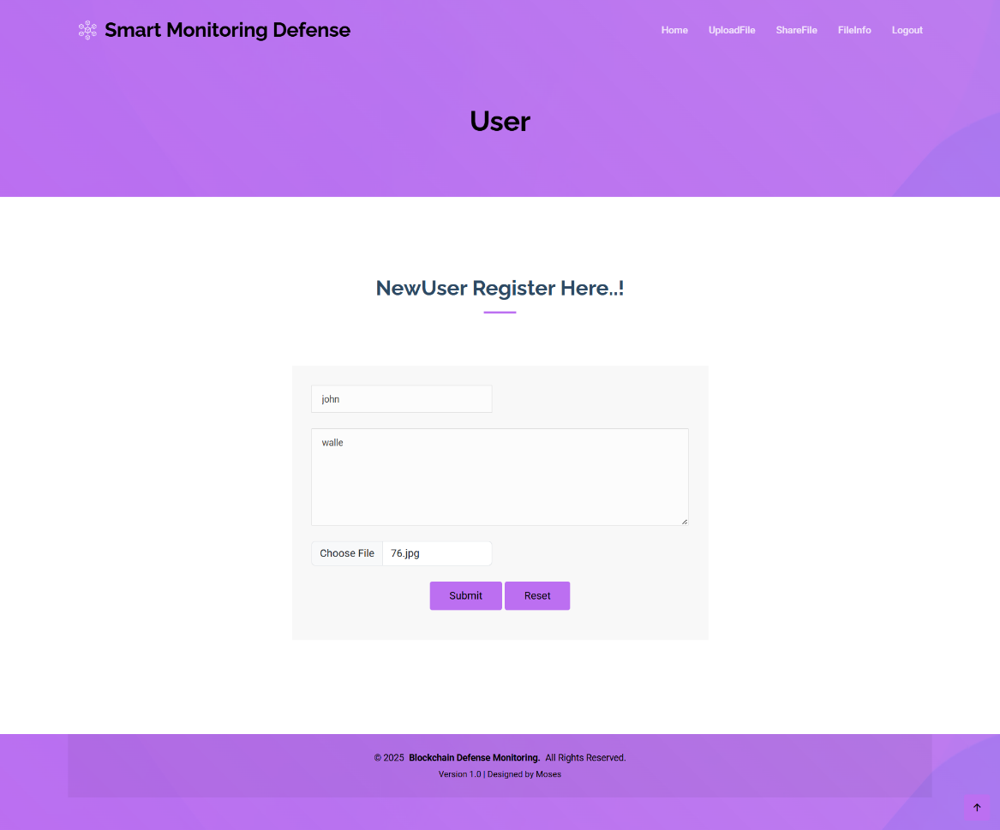 Smart Monitoring Defense
Home UploadFile ShareFile FileInfo Logout
User
NewUser Register Here..!
john
walle
Choose File 76.jpg
Submit Reset
© 2025 Blockchain Defense Monitoring. All Rights Reserved.
Version 1.0 | Designed by Moses